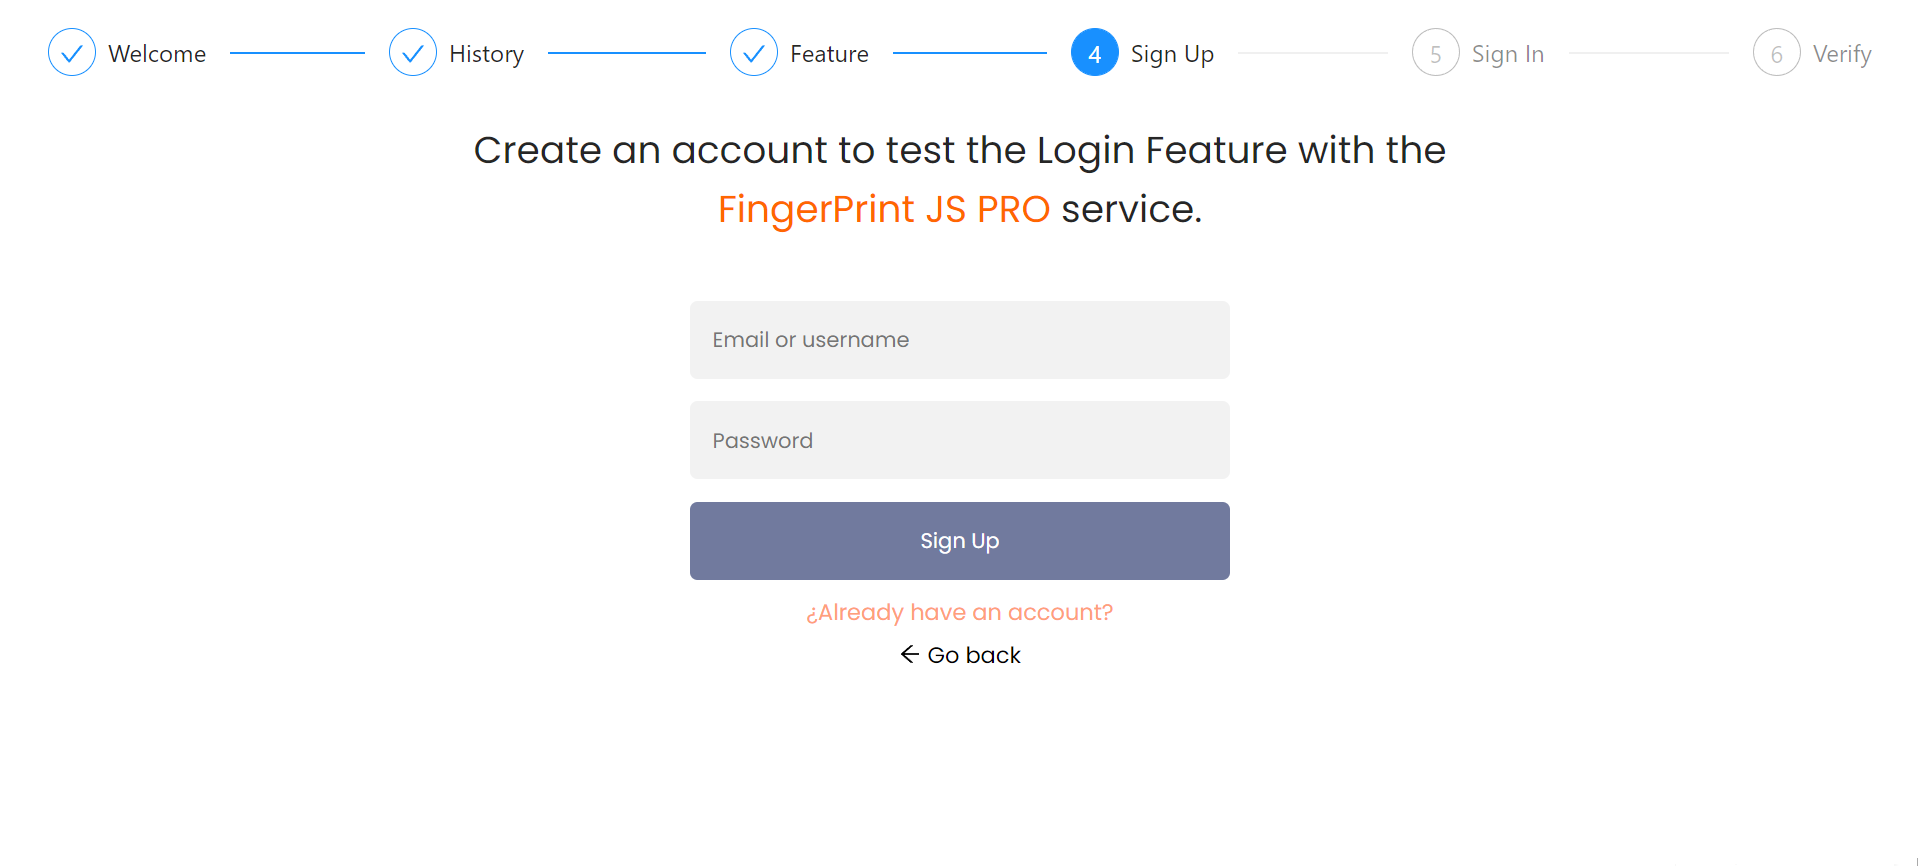 Welcome
History
Feature
4 Sign Up
5 Sign In
6 Verify
Create an account to test the Login Feature with the
FingerPrint JS PRO service.
Email or username
Password
Sign Up
¿Already have an account?
Go back